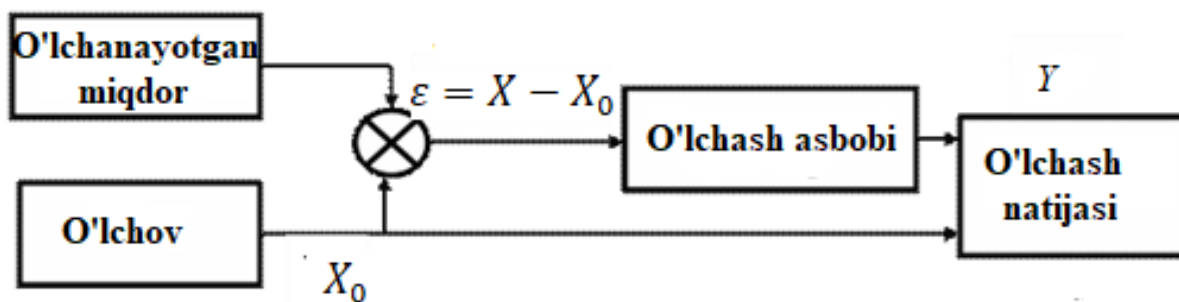 O'lchanayotgan
miqdor
ε = X − X₀
Y
O'lchash asbobi
O'lchash
natijasi
O'lchov
X₀